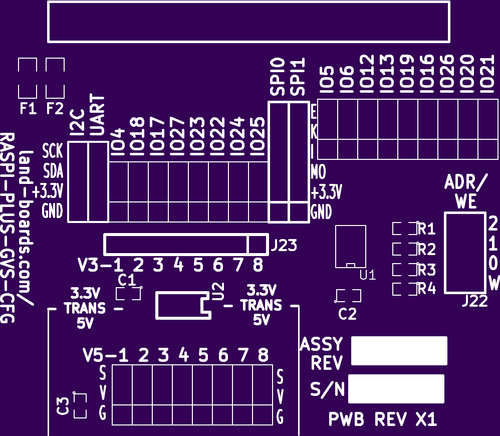 F1 F2
I2C
UART
IO4
IO18
IO17
IO27
IO23
IO22
IO24
IO25
SPI0
SPI1
IO5
IO6
IO12
IO13
IO19
IO16
IO26
IO20
IO21
SCK
SDA
+3.3V
GND
E
K
I
MO
+3.3V
GND
land-boards.com/
RASPI-PLUS-GVS-CFG
ADR/
WE
2
1
0
W
J22
R1
R2
R3
R4
U1
C2
J23
V3-1 2 3 4 5 6 7 8
C1
U2
3.3V
TRANS
5V
3.3V
TRANS
5V
V5-1 2 3 4 5 6 7 8
S
V
G
S
V
G
C3
ASSY
REV
S/N
PWB REV X1